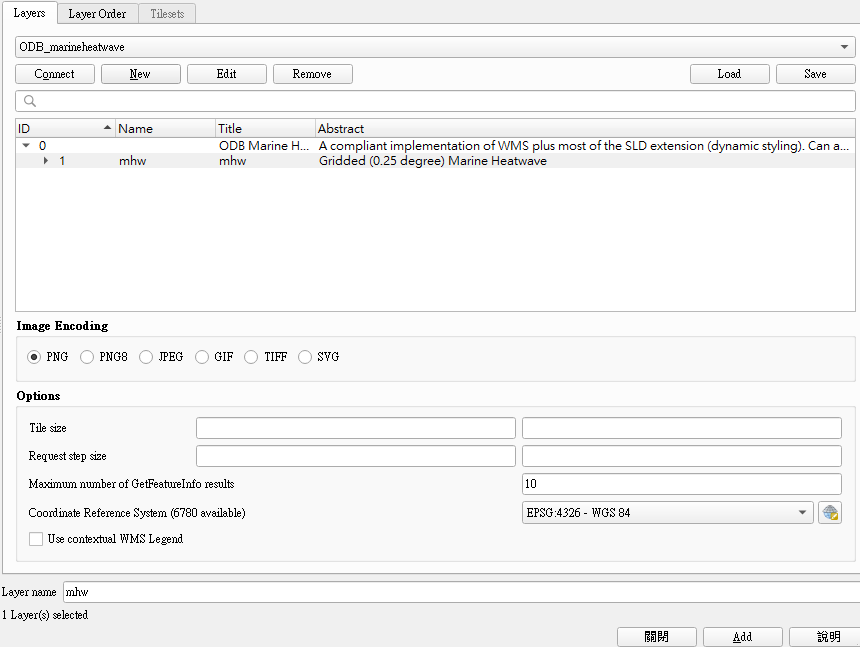 Layers Layer Order Tilesets
ODB_marineheatwave
Connect New Edit Remove Load Save
ID Name Title Abstract
0 ODB Marine H... A compliant implementation of WMS plus most of the SLD extension (dynamic styling). Can a...
1 mhw mhw Gridded (0.25 degree) Marine Heatwave
Image Encoding
PNG PNG8 JPEG GIF TIFF SVG
Options
Tile size
Request step size
Maximum number of GetFeatureInfo results 10
Coordinate Reference System (6780 available) EPSG:4326 - WGS 84
Use contextual WMS Legend
Layer name mhw
1 Layer(s) selected
關閉 Add 說明